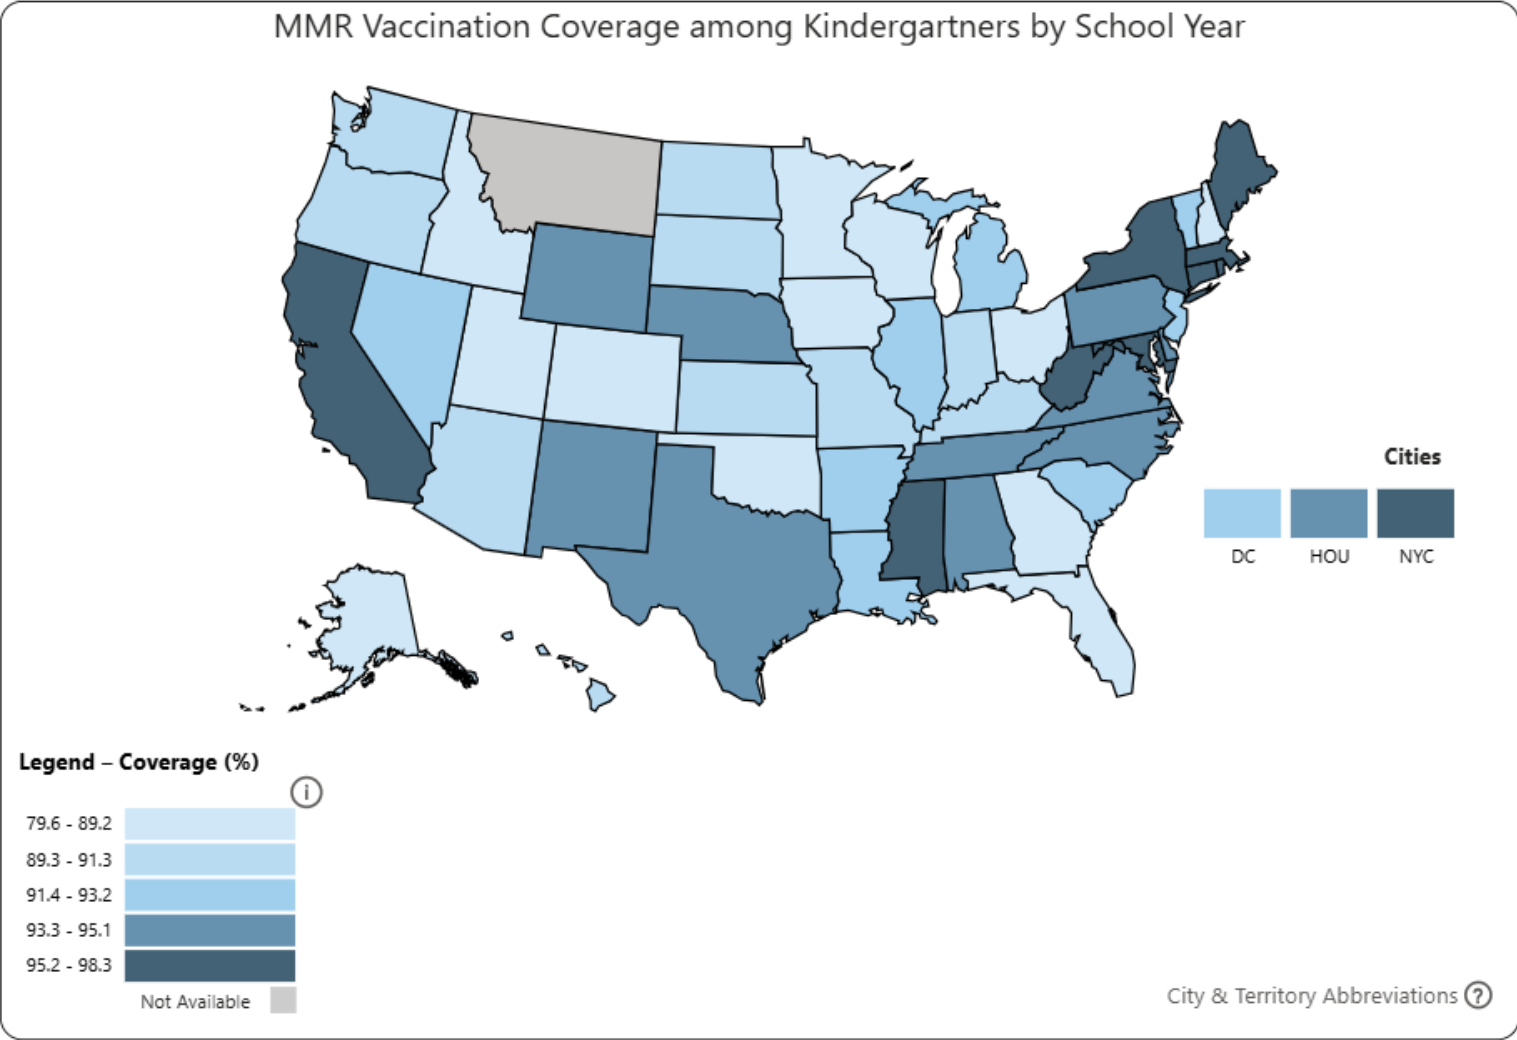 MMR Vaccination Coverage among Kindergartners by School Year
Cities
DC
HOU
NYC
Legend – Coverage (%)
i
79.6 - 89.2
89.3 - 91.3
91.4 - 93.2
93.3 - 95.1
95.2 - 98.3
Not Available
City & Territory Abbreviations ?